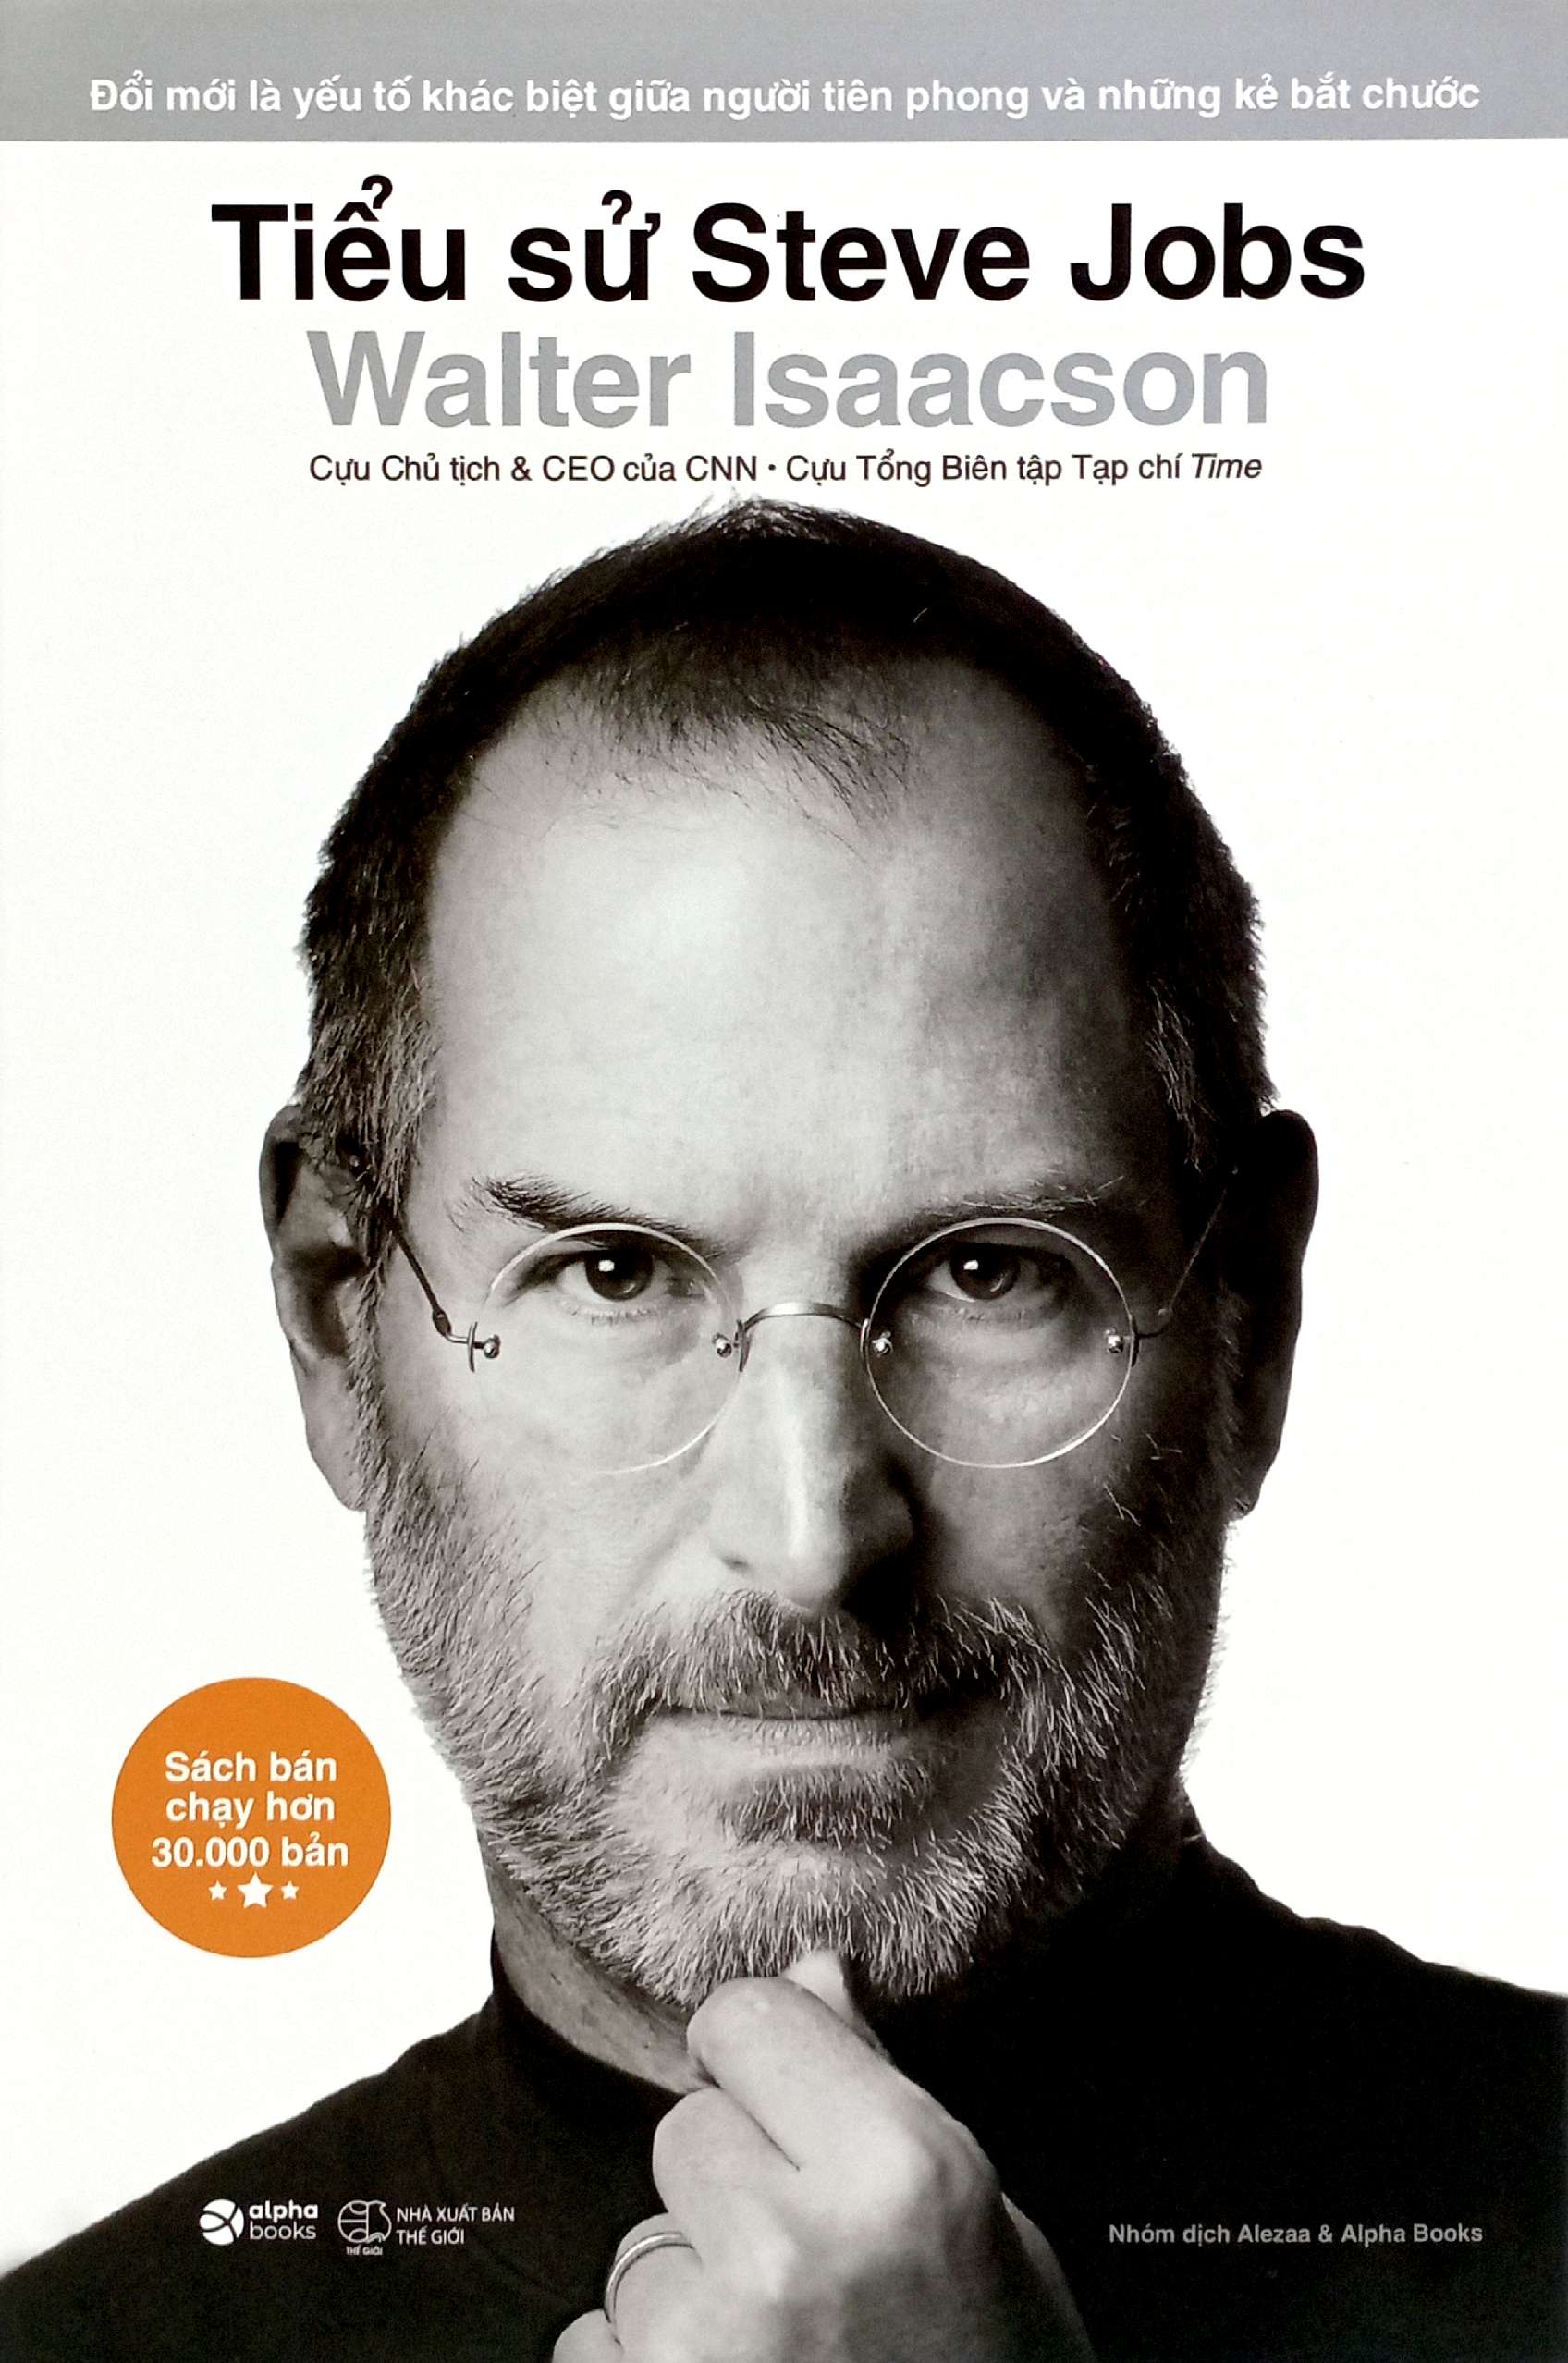 Đổi mới là yếu tố khác biệt giữa người tiên phong và những kẻ bắt chước
Tiểu sử Steve Jobs
Walter Isaacson
Cựu Chủ tịch & CEO của CNN • Cựu Tổng Biên tập Tạp chí Time
Sách bán
chạy hơn
30.000 bản
alpha
books
THẾ GIỚI
NHÀ XUẤT BẢN
THẾ GIỚI
Nhóm dịch Alezaa & Alpha Books